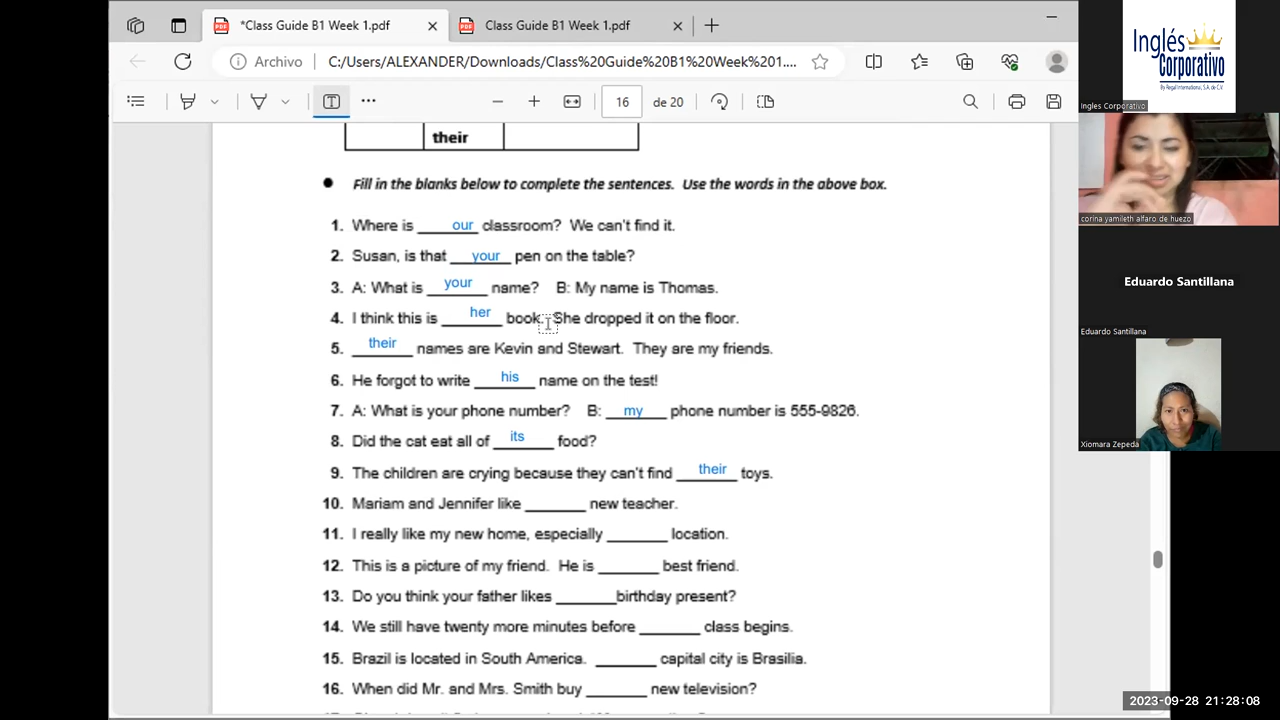 *Class Guide B1 Week 1.pdf
Class Guide B1 Week 1.pdf
Archivo
C:/Users/ALEXANDER/Downloads/Class%20Guide%20B1%20Week%201....
16 de 20
their
Fill in the blanks below to complete the sentences. Use the words in the above box.
1. Where is our classroom? We can't find it.
2. Susan, is that your pen on the table?
3. A: What is your name? B: My name is Thomas.
4. I think this is her book. She dropped it on the floor.
5. their names are Kevin and Stewart. They are my friends.
6. He forgot to write his name on the test!
7. A: What is your phone number? B: my phone number is 555-9826.
8. Did the cat eat all of its food?
9. The children are crying because they can't find their toys.
10. Mariam and Jennifer like ______ new teacher.
11. I really like my new home, especially ______ location.
12. This is a picture of my friend. He is ______ best friend.
13. Do you think your father likes ______ birthday present?
14. We still have twenty more minutes before ______ class begins.
15. Brazil is located in South America. ______ capital city is Brasilia.
16. When did Mr. and Mrs. Smith buy ______ new television?
Inglés
Corporativo
By Regal International, S.A. de C.V.
Ingles Corporativo
corina yamileth alfaro de huezo
Eduardo Santillana
Eduardo Santillana
Xiomara Zepeda
2023-09-28 21:28:08